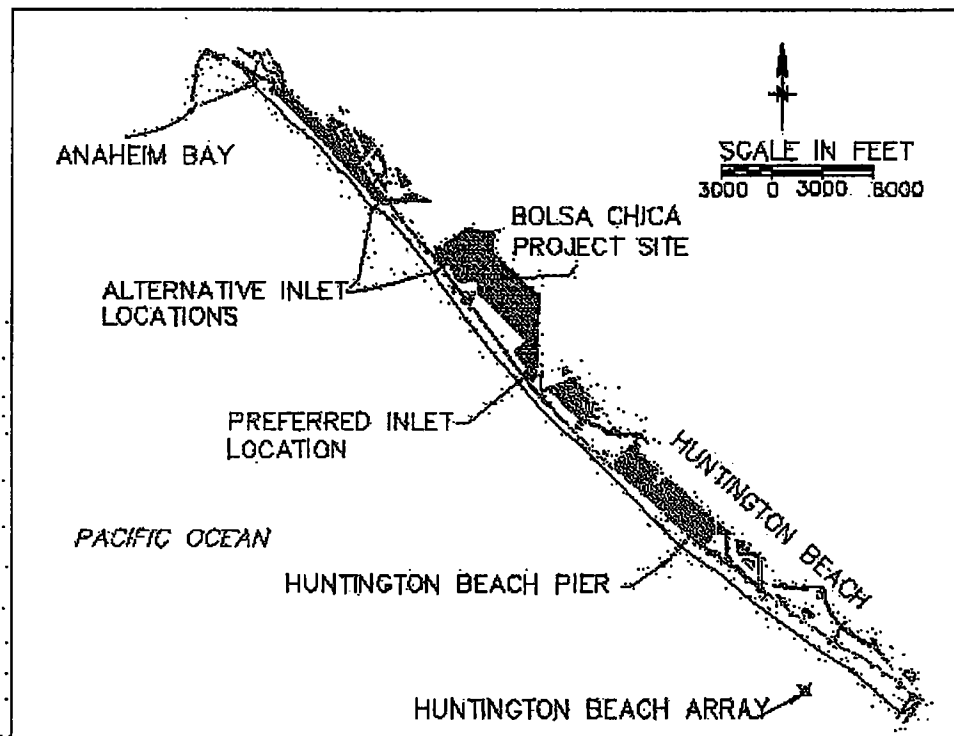 ANAHEIM BAY
SCALE IN FEET
3000 0 3000 6000
BOLSA CHICA
PROJECT SITE
ALTERNATIVE INLET
LOCATIONS
PREFERRED INLET
LOCATION
HUNTINGTON BEACH
PACIFIC OCEAN
HUNTINGTON BEACH PIER
HUNTINGTON BEACH ARRAY